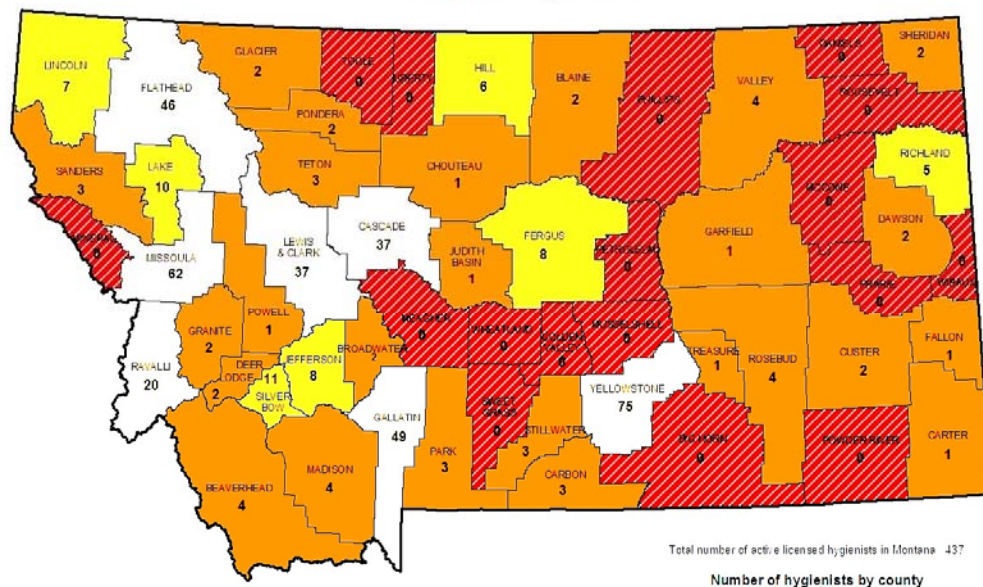 LINCOLN
7
FLATHEAD
46
GLACIER
2
TOOLE
0
LIBERTY
0
HILL
6
BLAINE
2
PHILLIPS
0
VALLEY
4
DANIELS
0
SHERIDAN
2
ROOSEVELT
0
PONDERA
2
TETON
3
CHOUTEAU
1
RICHLAND
5
SANDERS
3
LAKE
10
MCCONE
0
DAWSON
2
MINERAL
0
MISSOULA
62
LEWIS
& CLARK
37
CASCADE
37
JUDITH
BASIN
1
FERGUS
8
PETROLEUM
0
GARFIELD
1
PRAIRIE
0
WIBAUX
0
POWELL
1
GRANITE
2
RAVALLI
20
DEER
LODGE
2
11
SILVER
BOW
JEFFERSON
8
BROADWATER
MEAGHER
0
WHEATLAND
0
GOLDEN
VALLEY
0
MUSSELSHELL
0
TREASURE
1
ROSEBUD
4
CUSTER
2
FALLON
1
GALLATIN
49
PARK
3
SWEET
GRASS
0
STILLWATER
3
YELLOWSTONE
75
BIG HORN
0
POWDER RIVER
0
CARTER
1
BEAVERHEAD
4
MADISON
4
CARBON
3
Total number of active licensed hygienists in Montana 437
Number of hygienists by county